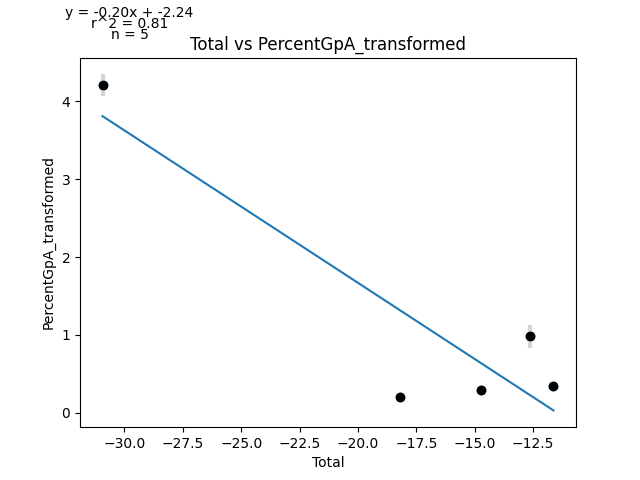 y = -0.20x + -2.24
r^2 = 0.81
n = 5
Total vs PercentGpA_transformed
4
3
2
1
0
PercentGpA_transformed
−30.0 −27.5 −25.0 −22.5 −20.0 −17.5 −15.0 −12.5
Total